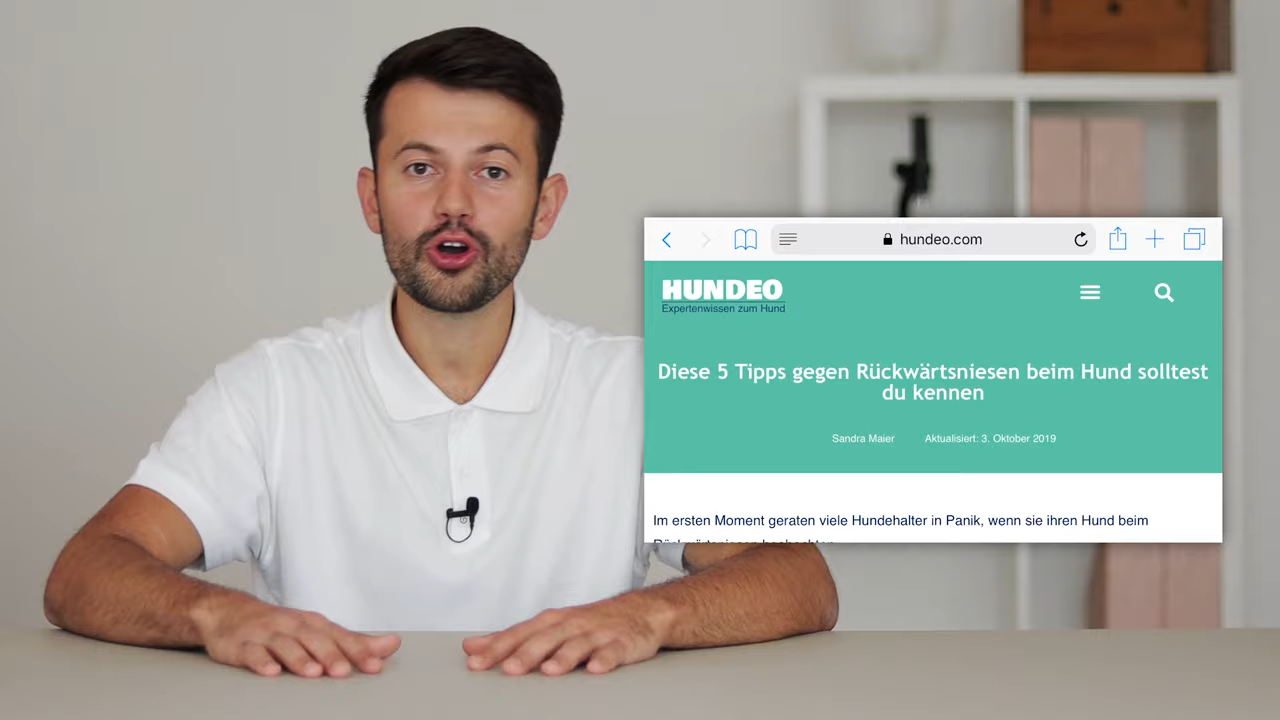 hundeo.com
HUNDEO
Expertenwissen zum Hund
Diese 5 Tipps gegen Rückwärtsniesen beim Hund solltest
du kennen
Sandra Maier Aktualisiert: 3. Oktober 2019
Im ersten Moment geraten viele Hundehalter in Panik, wenn sie ihren Hund beim